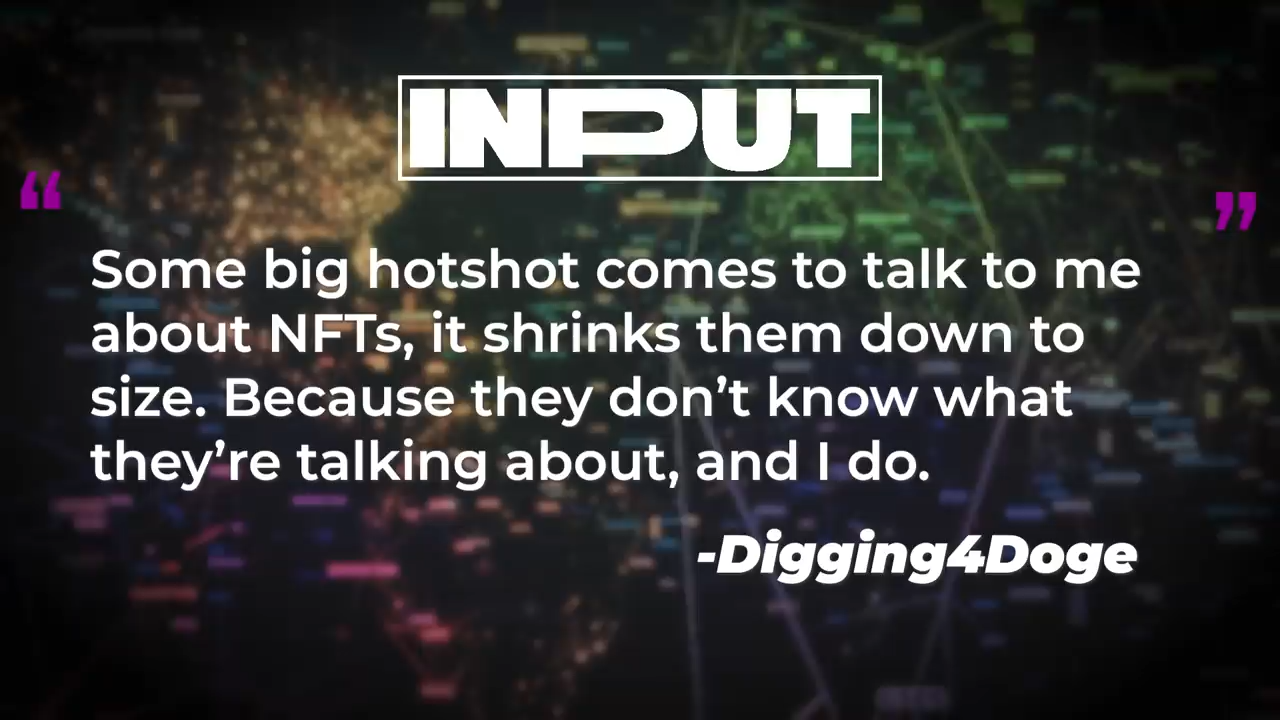 INPUT
“ ”
Some big hotshot comes to talk to me
about NFTs, it shrinks them down to
size. Because they don’t know what
they’re talking about, and I do.
-Digging4Doge